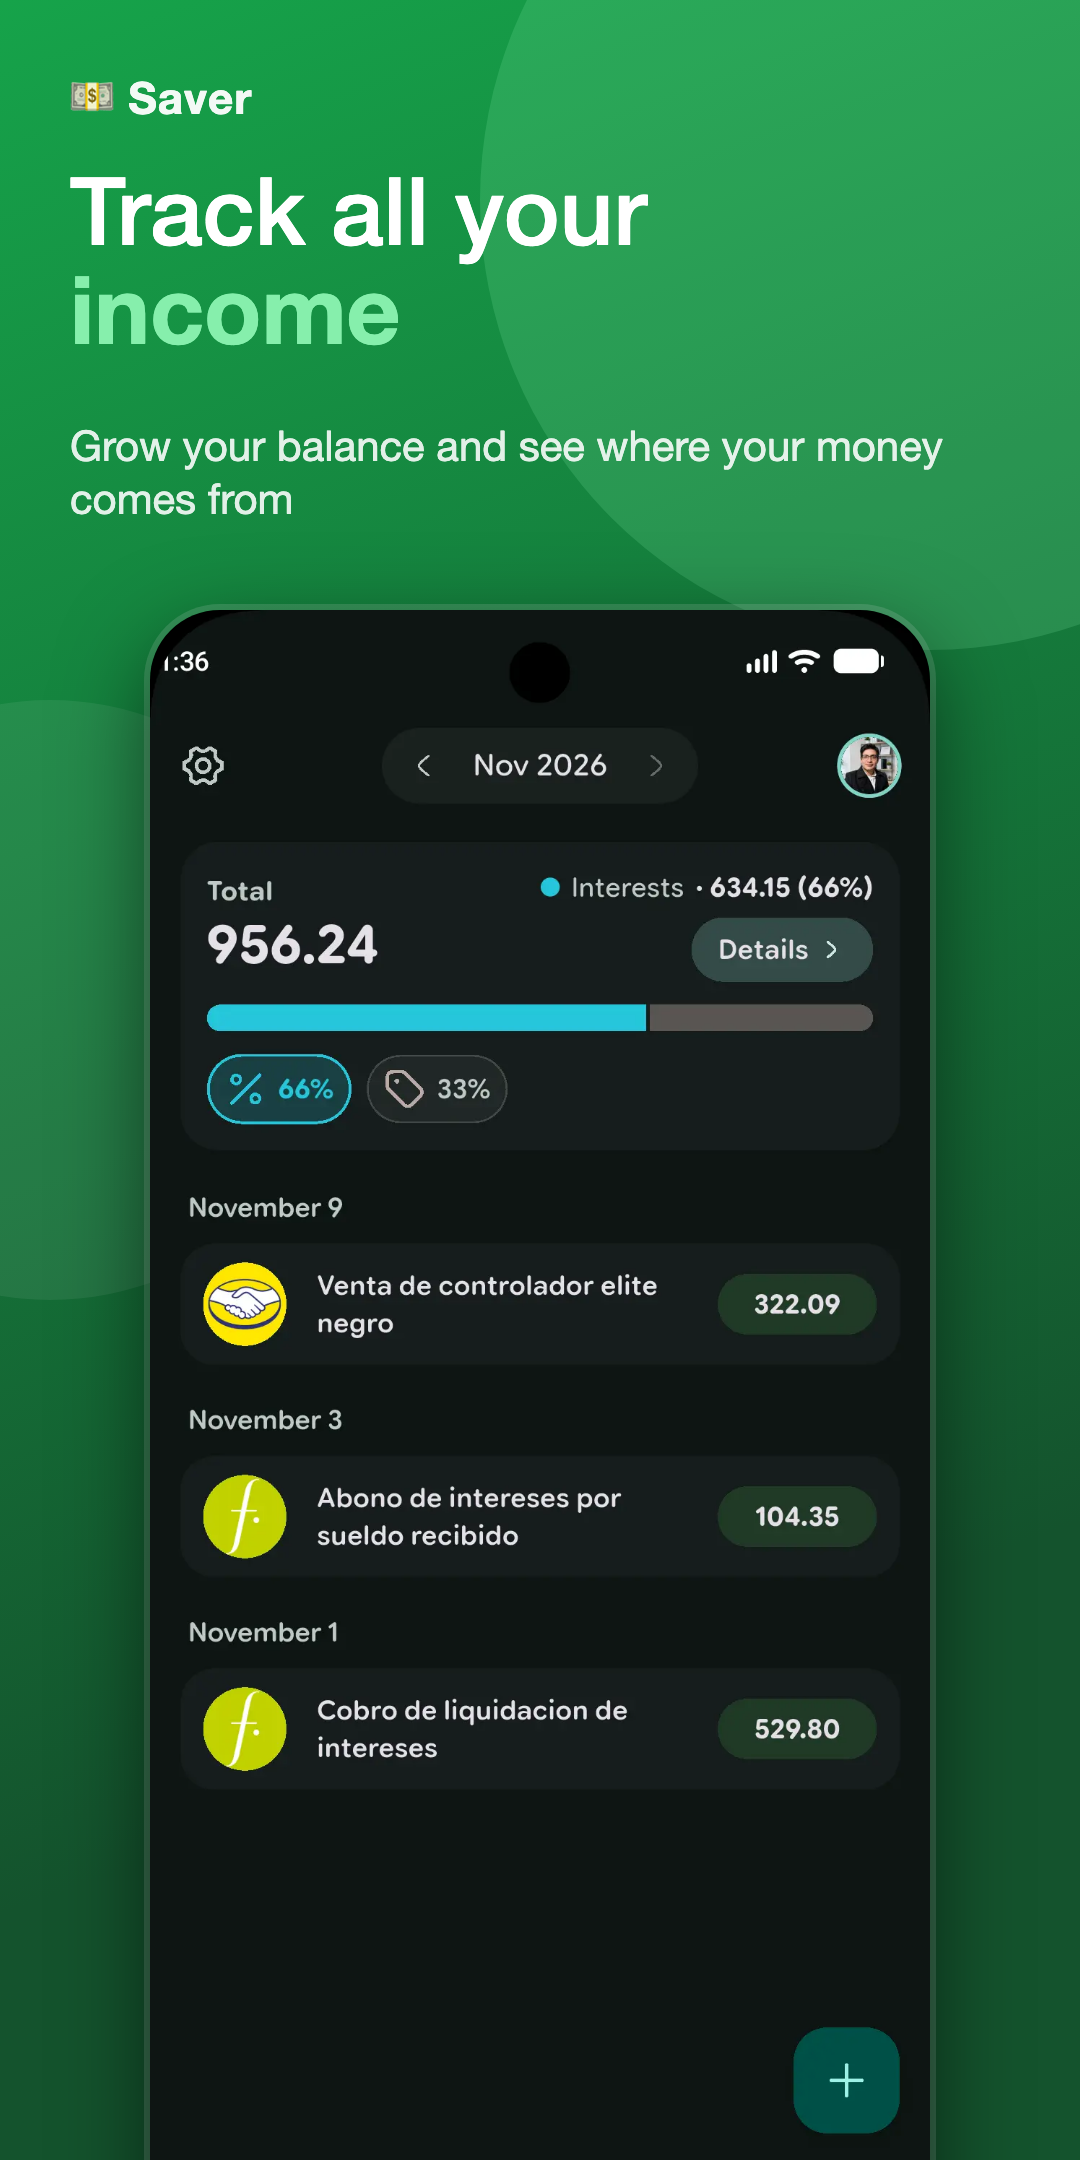 Saver
Track all your
income
Grow your balance and see where your money
comes from
:36
Nov 2026
Total
Interests · 634.15 (66%)
956.24
Details
66%
33%
November 9
Venta de controlador elite
negro
322.09
November 3
Abono de intereses por
sueldo recibido
104.35
November 1
Cobro de liquidacion de
intereses
529.80